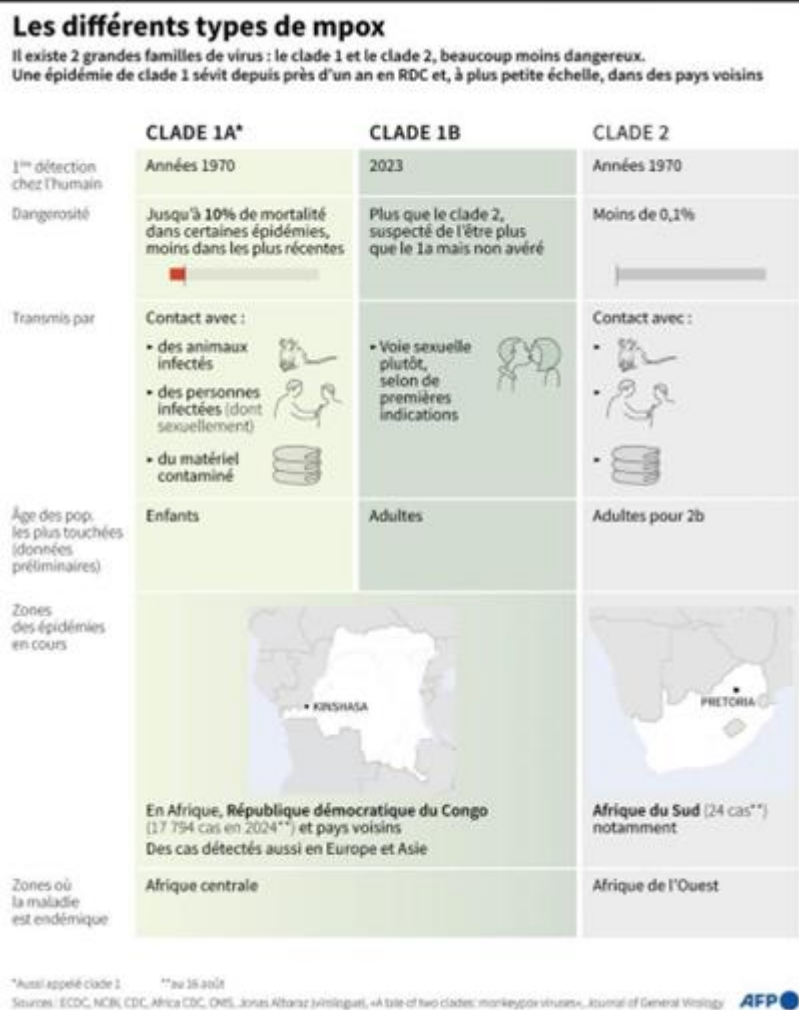 Les différents types de mpox
Il existe 2 grandes familles de virus : le clade 1 et le clade 2, beaucoup moins dangereux.
Une épidémie de clade 1 sévit depuis près d'un an en RDC et, à plus petite échelle, dans des pays voisins
CLADE 1A*
CLADE 1B
CLADE 2
1ère détection
chez l'humain
Années 1970
2023
Années 1970
Dangerosité
Jusqu'à 10% de mortalité
dans certaines épidémies,
moins dans les plus récentes
Plus que le clade 2,
suspecté de l'être plus
que le 1a mais non avéré
Moins de 0,1%
Transmis par
Contact avec :
• des animaux
infectés
• des personnes
infectées (dont
sexuellement)
• du matériel
contaminé
• Voie sexuelle
plutôt,
selon de
premières
indications
Contact avec :
Âge des pop.
les plus touchées
(données
préliminaires)
Enfants
Adultes
Adultes pour 2b
Zones
des épidémies
en cours
KINSHASA
PRETORIA
En Afrique, République démocratique du Congo
(17 794 cas en 2024**) et pays voisins
Des cas détectés aussi en Europe et Asie
Afrique du Sud (24 cas**)
notamment
Zones où
la maladie
est endémique
Afrique centrale
Afrique de l'Ouest
*Aussi appelé clade 1 **au 16 août
Sources : ECDC, NCBI, CDC, Africa CDC, OMS, Jonas Albarnaz (virologue), «A tale of two clades: monkeypox viruses», Journal of General Virology
AFP